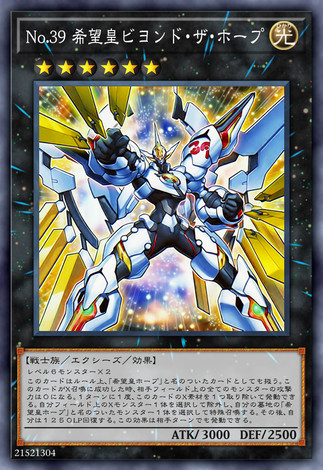 No.39 希望皇ビヨンド・ザ・ホープ
光
39
【戦士族／エクシーズ／効果】
レベル６モンスター×２
このカードはルール上、「希望皇ホープ」と名のついたカードとしても扱う。こ
のカードがX召喚に成功した時、相手フィールド上の全てのモンスターの攻撃
力は０になる。１ターンに１度、このカードのX素材を１つ取り除いて発動でき
る。自分フィールド上のXモンスター１体を選択して除外し、自分の墓地の「希
望皇ホープ」と名のついたXモンスター１体を選択して特殊召喚する。その後、自
分は１２５０LP回復する。この効果は相手ターンでも発動できる。
ATK/ 3000 DEF/2500
21521304